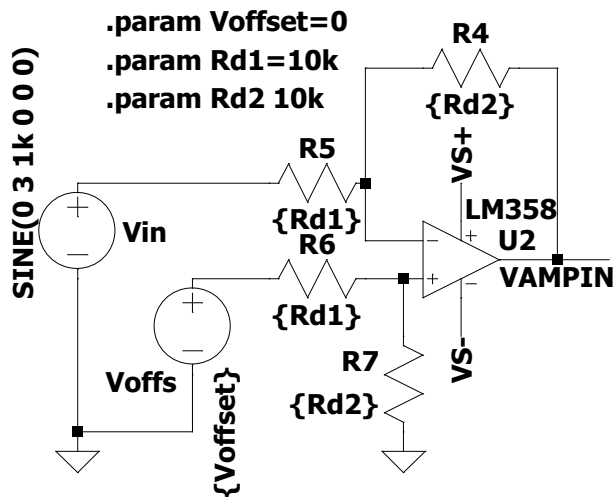 .param Voffset=0
.param Rd1=10k
.param Rd2 10k
R4
{Rd2}
SINE(0 3 1k 0 0 0)
Vin
R5
{Rd1}
R6
{Rd1}
VS+
LM358
U2
VAMPIN
VS-
Voffs
{Voffset}
R7
{Rd2}